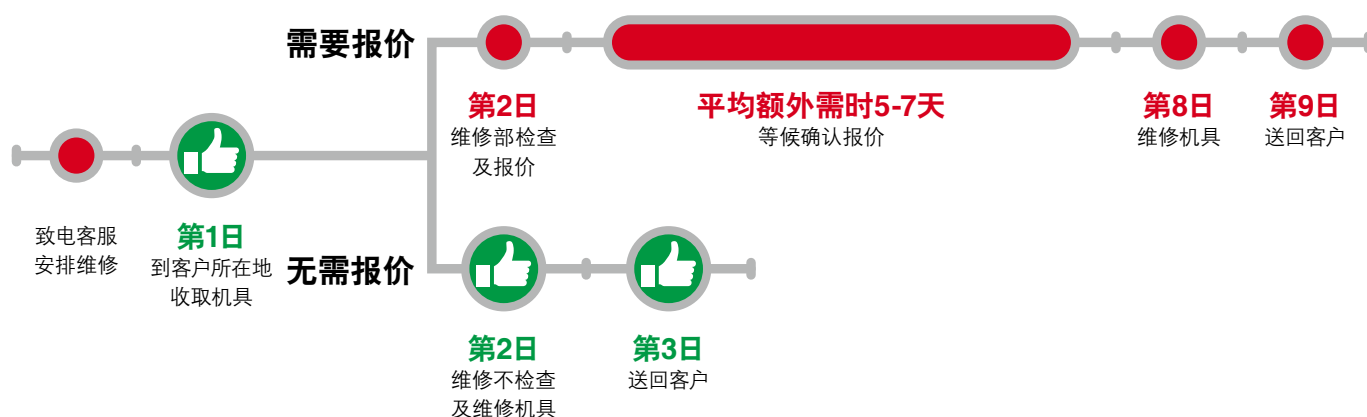 需要报价
第2日
维修部检查
及报价
平均额外需时5-7天
等候确认报价
第8日
维修机具
第9日
送回客户
致电客服
安排维修
第1日
到客户所在地
收取机具
无需报价
第2日
维修不检查
及维修机具
第3日
送回客户